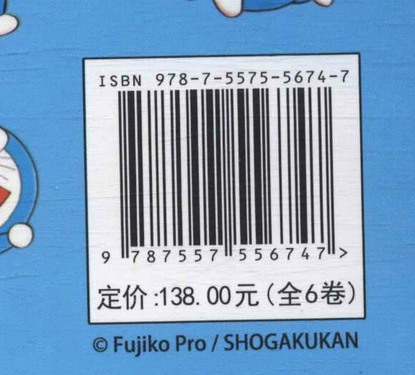 ISBN 978-7-5575-5674-7
9 787557 556747 >
定价:138.00元(全6卷)
© Fujiko Pro / SHOGAKUKAN